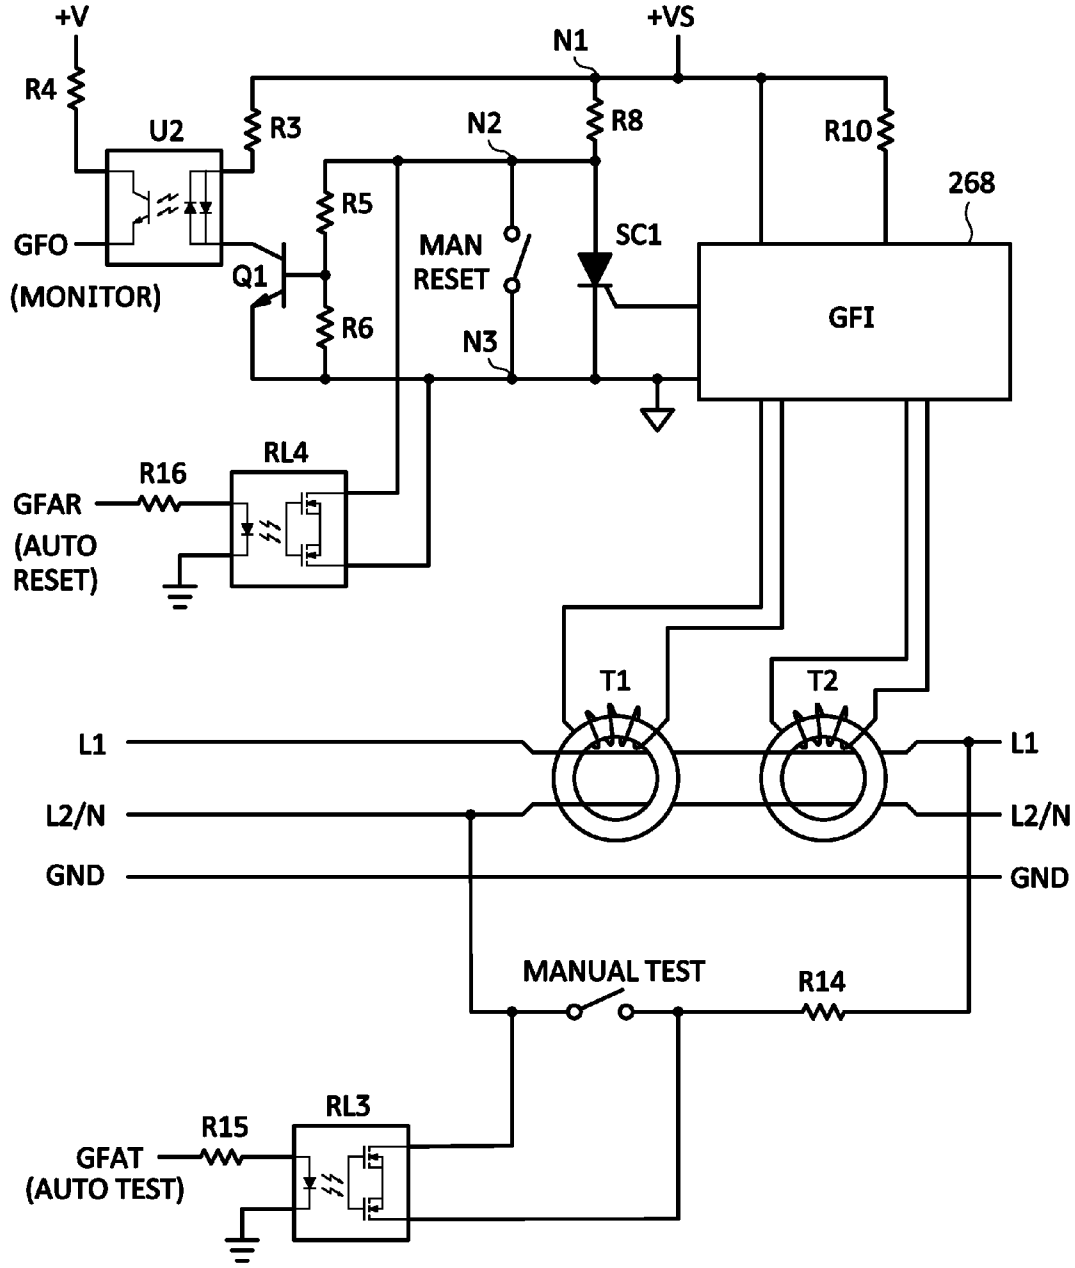 +V
+VS
N1
R4
U2
R3
N2
R8
R10
268
R5
GFO
(MONITOR)
Q1
MAN
RESET
SC1
GFI
R6
N3
RL4
R16
GFAR
(AUTO
RESET)
T1
T2
L1
L1
L2/N
L2/N
GND
GND
MANUAL TEST
R14
RL3
R15
GFAT
(AUTO TEST)